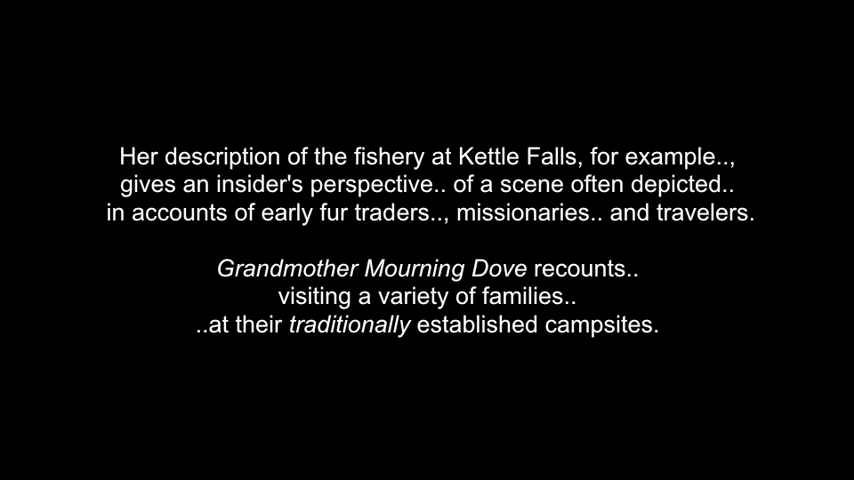 Her description of the fishery at Kettle Falls, for example..,
gives an insider's perspective.. of a scene often depicted..
in accounts of early fur traders.., missionaries.. and travelers.
Grandmother Mourning Dove recounts..
visiting a variety of families..
..at their traditionally established campsites.